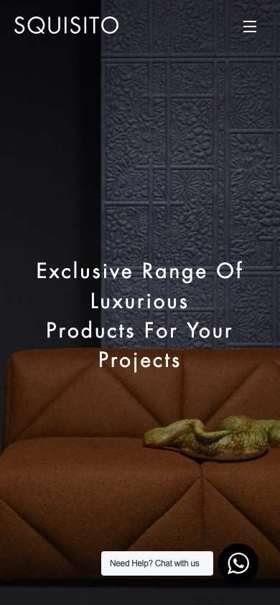 SQUISITO
Exclusive Range Of
Luxurious
Products For Your
Projects
Need Help? Chat with us